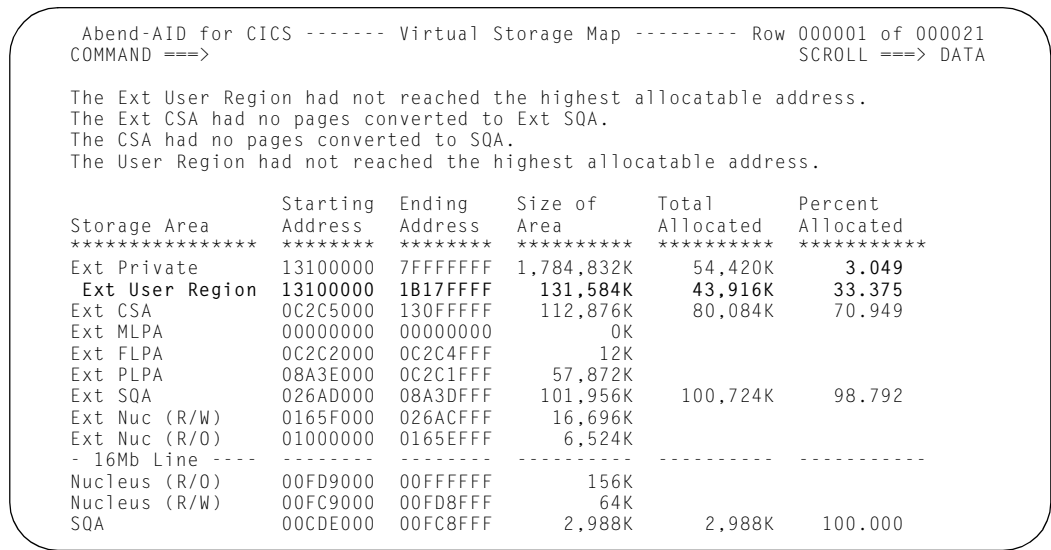 Abend-AID for CICS ------- Virtual Storage Map --------- Row 000001 of 000021
COMMAND ===> SCROLL ===> DATA
The Ext User Region had not reached the highest allocatable address.
The Ext CSA had no pages converted to Ext SQA.
The CSA had no pages converted to SQA.
The User Region had not reached the highest allocatable address.
Starting Ending Size of Total Percent
Storage Area Address Address Area Allocated Allocated
**************** ******** ******** ********** ********** ***********
Ext Private 13100000 7FFFFFFF 1,784,832K 54,420K 3.049
Ext User Region 13100000 1B17FFFF 131,584K 43,916K 33.375
Ext CSA 0C2C5000 130FFFFF 112,876K 80,084K 70.949
Ext MLPA 00000000 00000000 0K
Ext FLPA 0C2C2000 0C2C4FFF 12K
Ext PLPA 08A3E000 0C2C1FFF 57,872K
Ext SQA 026AD000 08A3DFFF 101,956K 100,724K 98.792
Ext Nuc (R/W) 0165F000 026ACFFF 16,696K
Ext Nuc (R/O) 01000000 0165EFFF 6,524K
- 16Mb Line ---- -------- -------- ---------- ---------- -----------
Nucleus (R/O) 00FD9000 00FFFFFF 156K
Nucleus (R/W) 00FC9000 00FD8FFF 64K
SQA 00CDE000 00FC8FFF 2,988K 2,988K 100.000